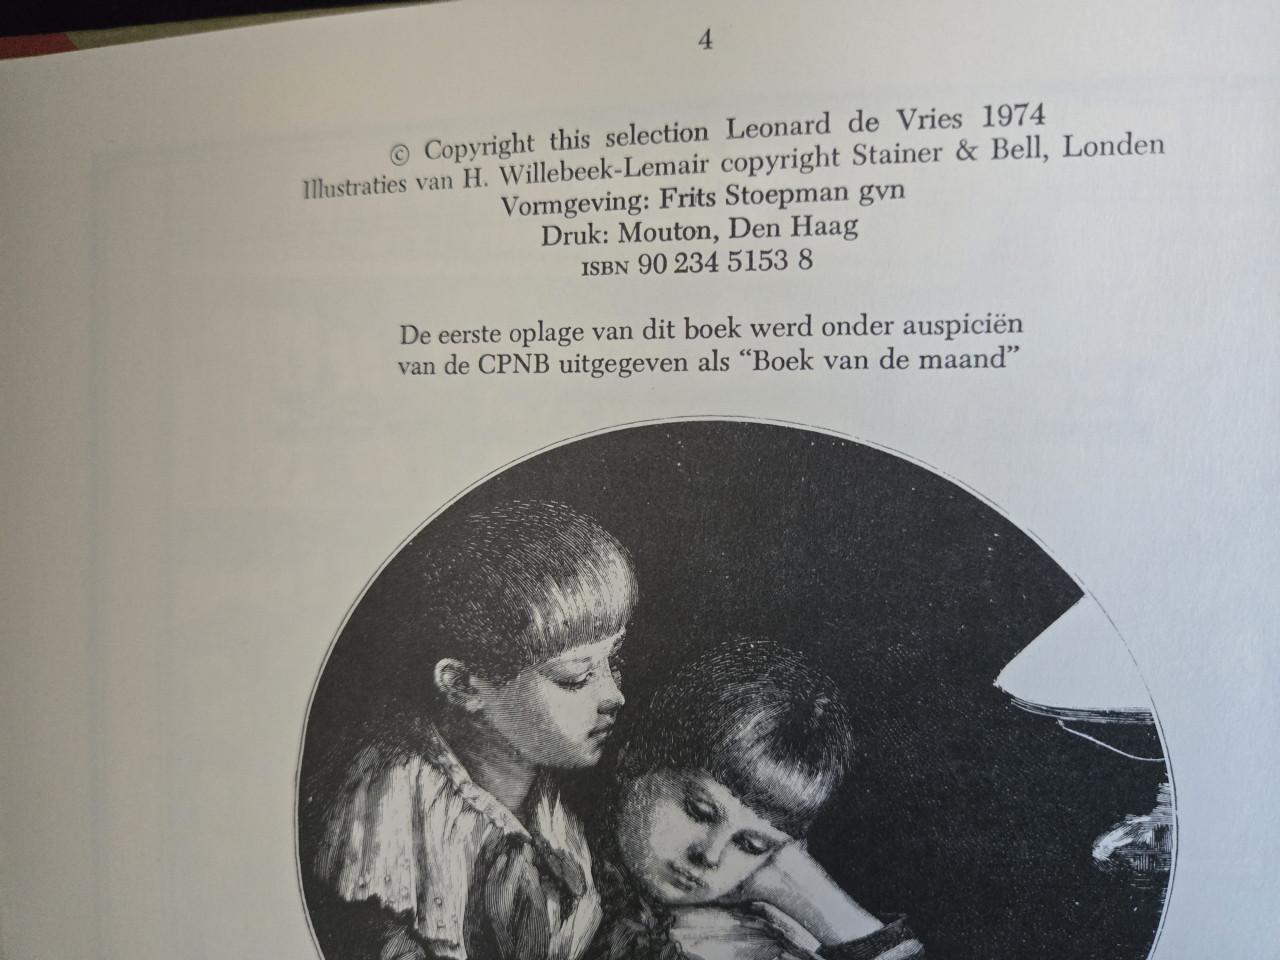 4
© Copyright this selection Leonard de Vries 1974
Illustraties van H. Willebeek-Lemair copyright Stainer & Bell, Londen
Vormgeving: Frits Stoepman gvn
Druk: Mouton, Den Haag
ISBN 90 234 5153 8
De eerste oplage van dit boek werd onder auspiciën
van de CPNB uitgegeven als “Boek van de maand”